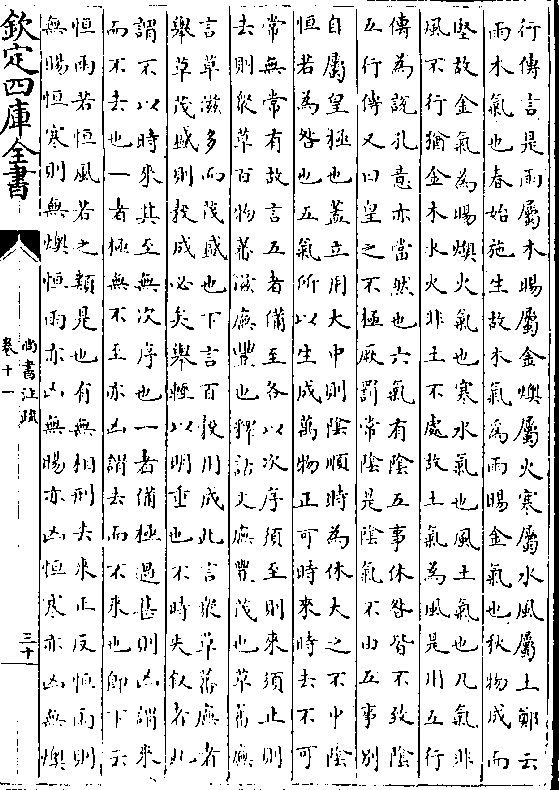 行傳言是雨屬木暘屬金燠屬火寒屬水風屬土鄭云
雨木氣也春始施生故木氣為雨暘金氣也秋物成而
堅故金氣為暘燠火氣也寒水氣也風土氣也凡氣非
風不行猶金木水火非土不處故土氣為風是用五行
傳為說孔意亦當然也六氣有陰五事休咎皆不致陰
五行傳又曰皇之不極厥罰常陰是陰氣不由五事別
自屬皇極也蓋立用大中則陰順時為休大之不中陰
恒若為咎也五氣所以生成萬物正可時來時去不可
常無常有故言五者備至各以次序須至則來須止則
去則衆草百物蕃滋廡豐也釋詁文廡豐茂也草蕃廡
言草滋多而茂盛也下言百穀用成此言衆草蕃廡者
舉草茂盛則穀成必矣舉輕以明重也不時失叙者此
謂不以時來其至無次序也一者備極過甚則凶謂來
而不去也一者極無不至亦凶謂去而不來也即下云
恒雨若恒風若之類是也有無相刑去來正反恒雨則
無暘恒寒則無燠恒雨亦凶無暘亦凶恒寒亦凶無燠
欽定四庫全書
尚書注疏
卷十一
三十